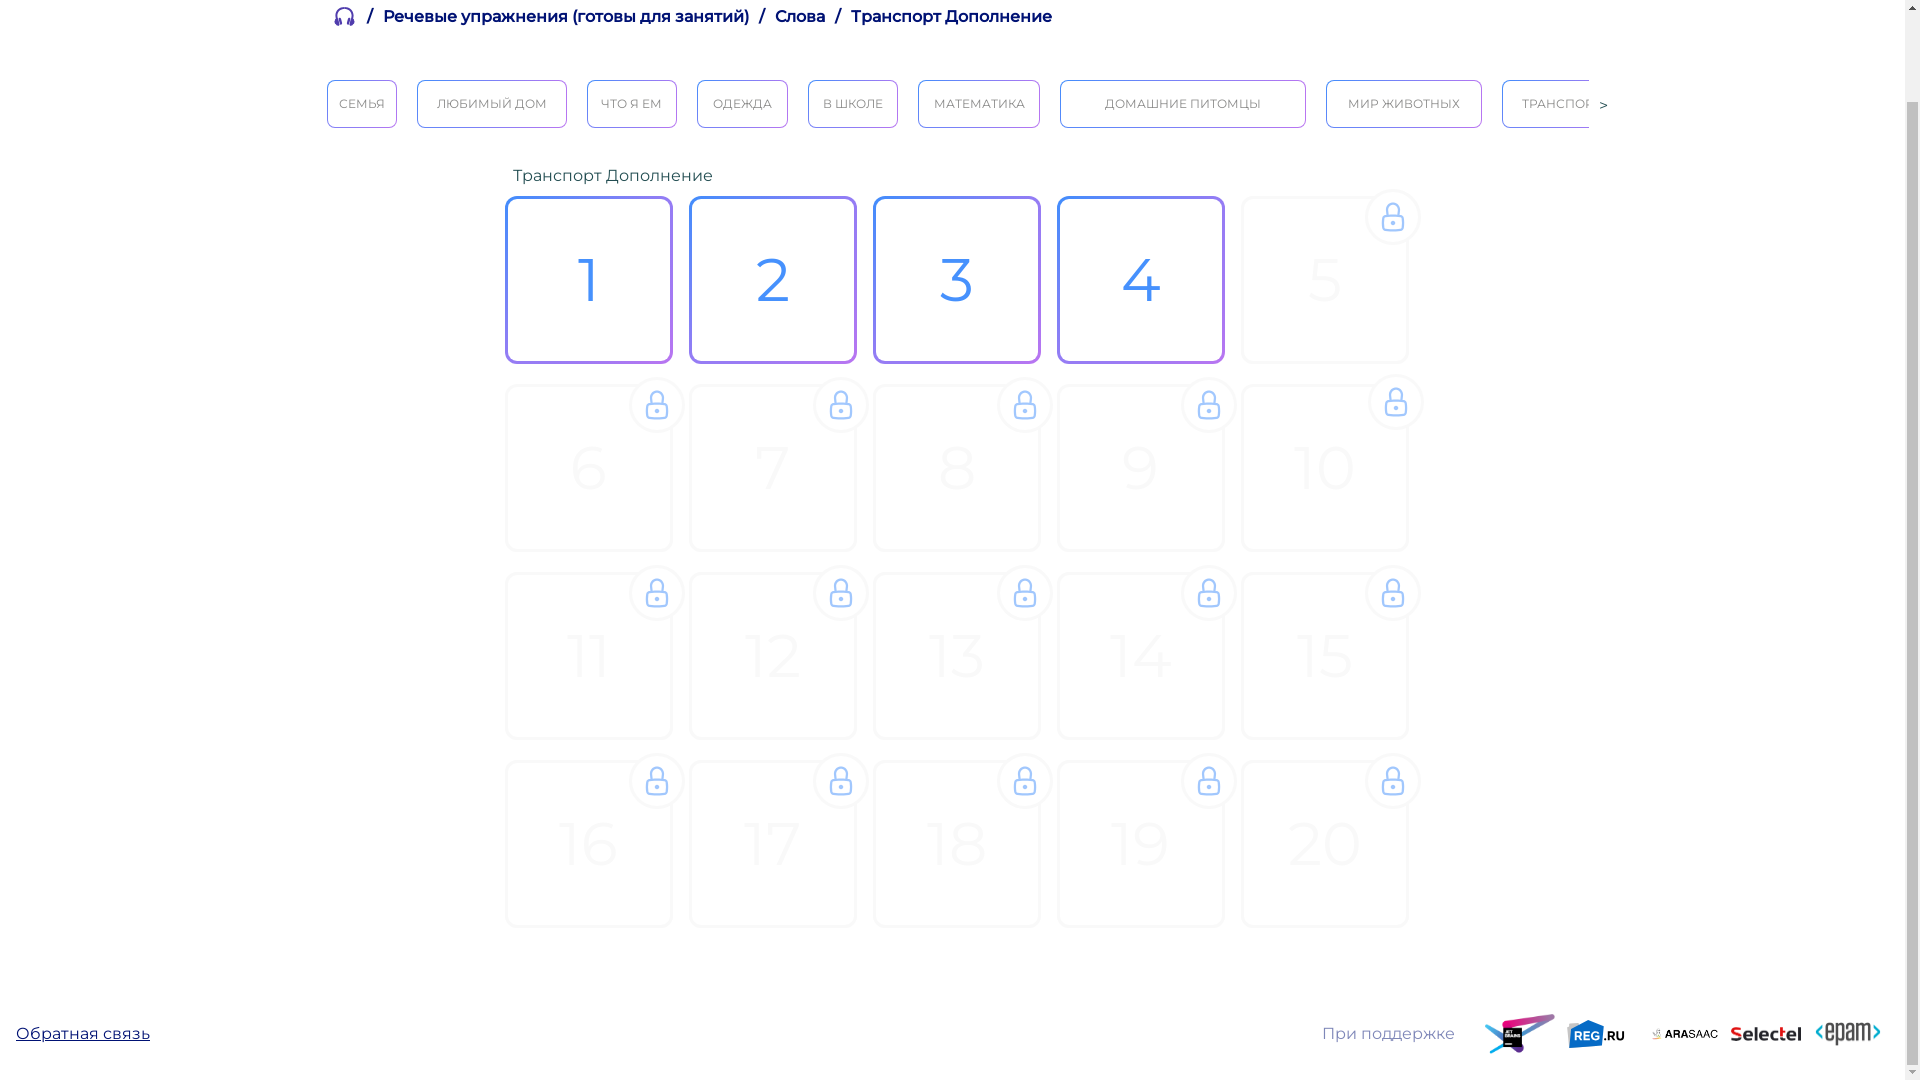 / Речевые упражнения (готовы для занятий) / Слова / Транспорт Дополнение
СЕМЬЯ ЛЮБИМЫЙ ДОМ ЧТО Я ЕМ ОДЕЖДА В ШКОЛЕ МАТЕМАТИКА ДОМАШНИЕ ПИТОМЦЫ МИР ЖИВОТНЫХ ТРАНСПОР >
Транспорт Дополнение
1 2 3 4 5
6 7 8 9 10
11 12 13 14 15
16 17 18 19 20
Обратная связь При поддержке JET BRAINS REG.RU ARASAAC Selectel <epam>